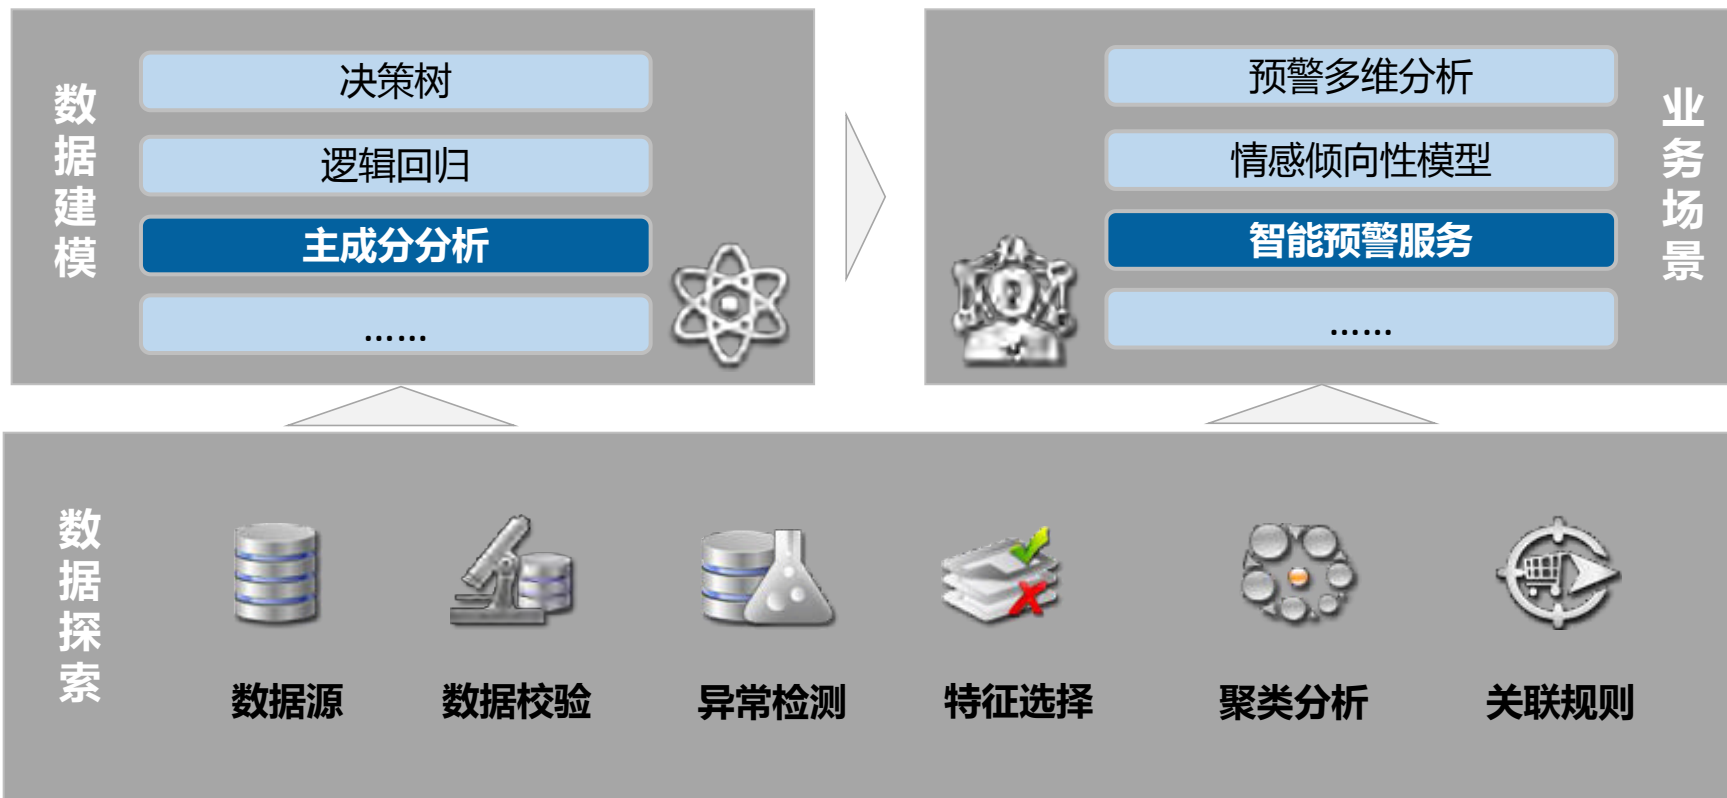 数据建模
决策树
逻辑回归
主成分分析
……
预警多维分析
情感倾向性模型
智能预警服务
……
业务场景
数据探索
数据源
数据校验
异常检测
特征选择
聚类分析
关联规则